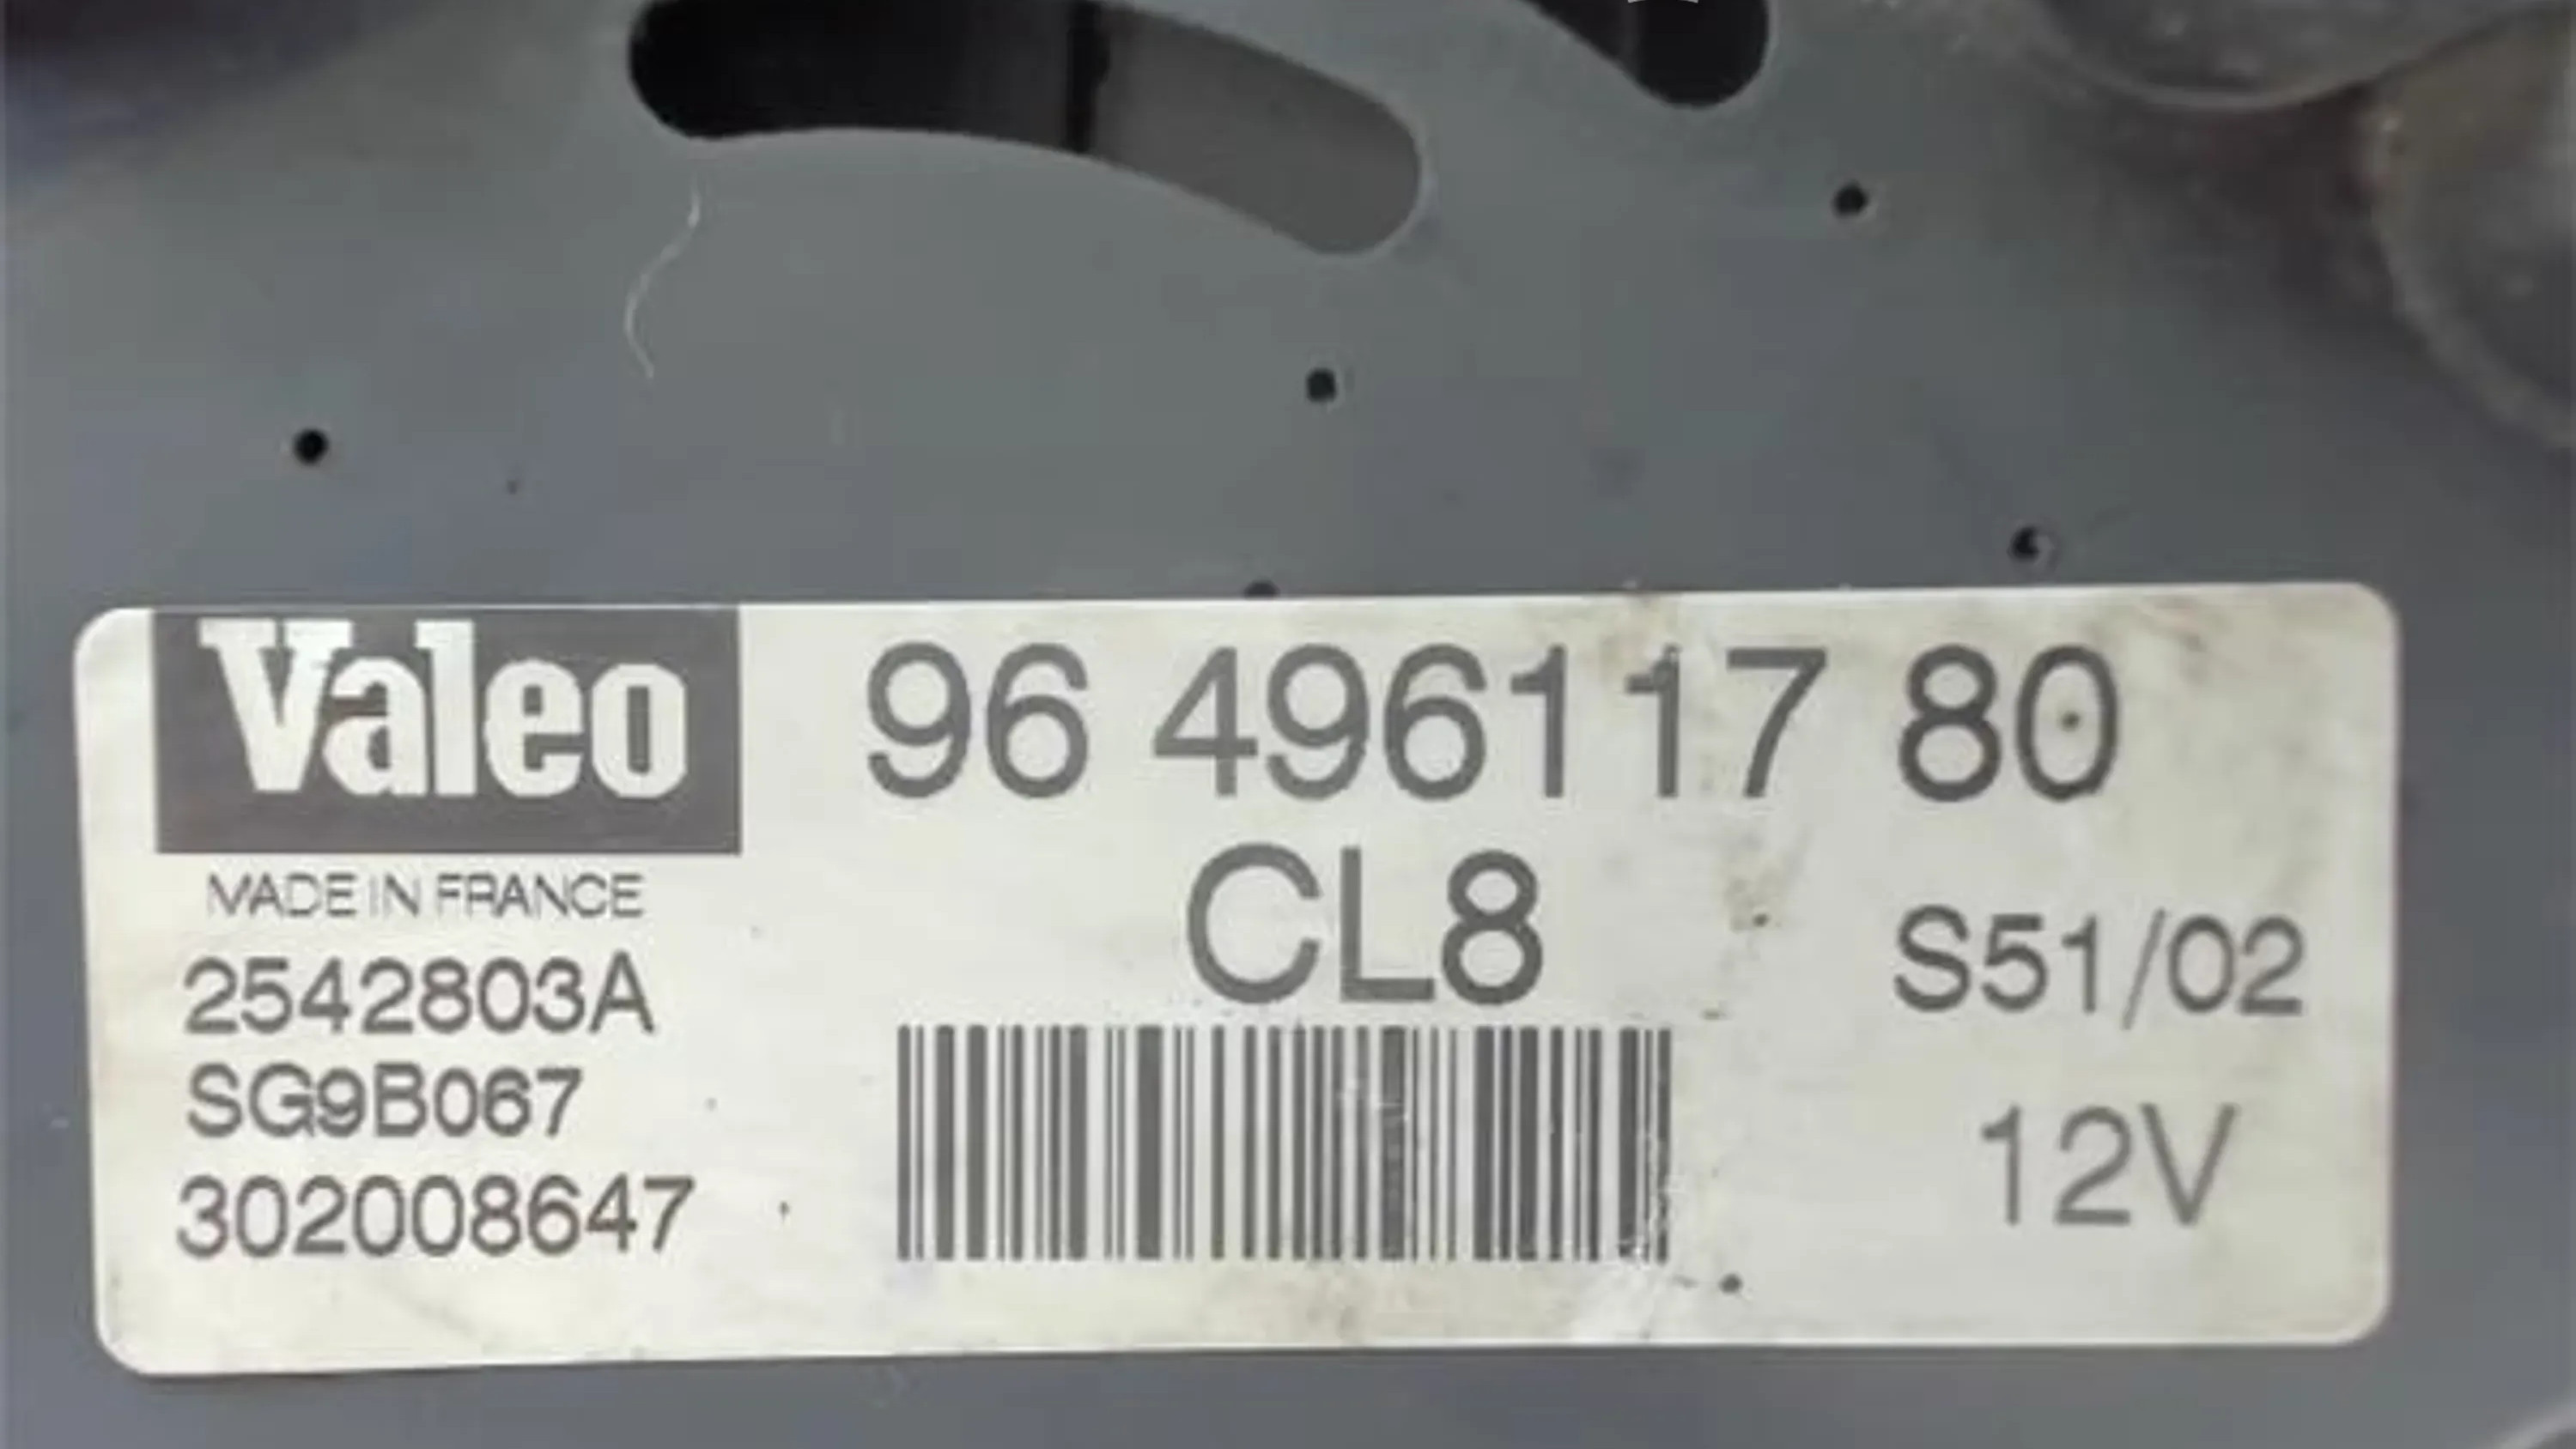 Valeo
96 496117 80
CL8
MADE IN FRANCE
2542803A
SG9B067
302008647
S51/02
12V